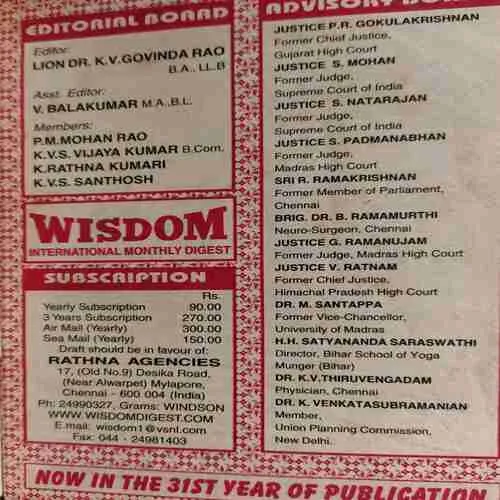 EDITORIAL BOARD
Editor:
LION DR. K.V.GOVINDA RAO
B.A., LL.B
Asst. Editor:
V. BALAKUMAR M.A.,B.L.
Members:
P.M.MOHAN RAO
K.V.S. VIJAYA KUMAR B.Com.
K.RATHNA KUMARI
K.V.S. SANTHOSH
WISDOM
INTERNATIONAL MONTHLY DIGEST
SUBSCRIPTION
Rs.
Yearly Subscription 90.00
3 Years Subscription 270.00
Air Mail (Yearly) 300.00
Sea Mail (Yearly) 150.00
Draft should be in favour of:
RATHNA AGENCIES
17, (Old No.9) Desika Road,
(Near Alwarpet) Mylapore,
Chennai - 600 004 (India)
Ph: 24990327, Grams: WINDSON
WWW.WISDOMDIGEST.COM
E.mail: wisdom1@vsnl.com
Fax: 044 - 24981403
ADVISORY
JUSTICE P.R. GOKULAKRISHNAN
Former Chief Justice,
Gujarat High Court
JUSTICE S. MOHAN
Former Judge,
Supreme Court of India
JUSTICE S. NATARAJAN
Former Judge,
Supreme Court of India
JUSTICE S. PADMANABHAN
Former Judge,
Madras High Court
SRI R. RAMAKRISHNAN
Former Member of Parliament,
Chennai
BRIG. DR. B. RAMAMURTHI
Neuro-Surgeon, Chennai
JUSTICE G. RAMANUJAM
Former Judge, Madras High Court
JUSTICE V. RATNAM
Former Chief Justice,
Himachal Pradesh High Court
DR. M. SANTAPPA
Former Vice-Chancellor,
University of Madras
H.H. SATYANANDA SARASWATHI
Director, Bihar School of Yoga
Munger (Bihar)
DR. K.V.THIRUVENGADAM
Physician, Chennai
DR. K. VENKATASUBRAMANIAN
Member,
Union Planning Commission,
New Delhi.
NOW IN THE 31ST YEAR OF PUBLICATION